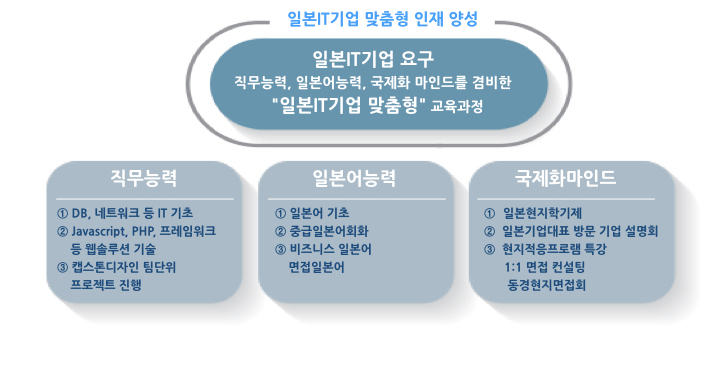 일본IT기업 맞춤형 인재 양성
일본IT기업 요구
직무능력, 일본어능력, 국제화 마인드를 겸비한
"일본IT기업 맞춤형" 교육과정
직무능력
① DB, 네트워크 등 IT 기초
② Javascript, PHP, 프레임워크
등 웹솔루션 기술
③ 캡스톤디자인 팀단위
프로젝트 진행
일본어능력
① 일본어 기초
② 중급일본어회화
③ 비즈니스 일본어
면접일본어
국제화마인드
① 일본현지학기제
② 일본기업대표 방문 기업 설명회
③ 현지적응프로램 특강
1:1 면접 컨설팅
동경현지면접회